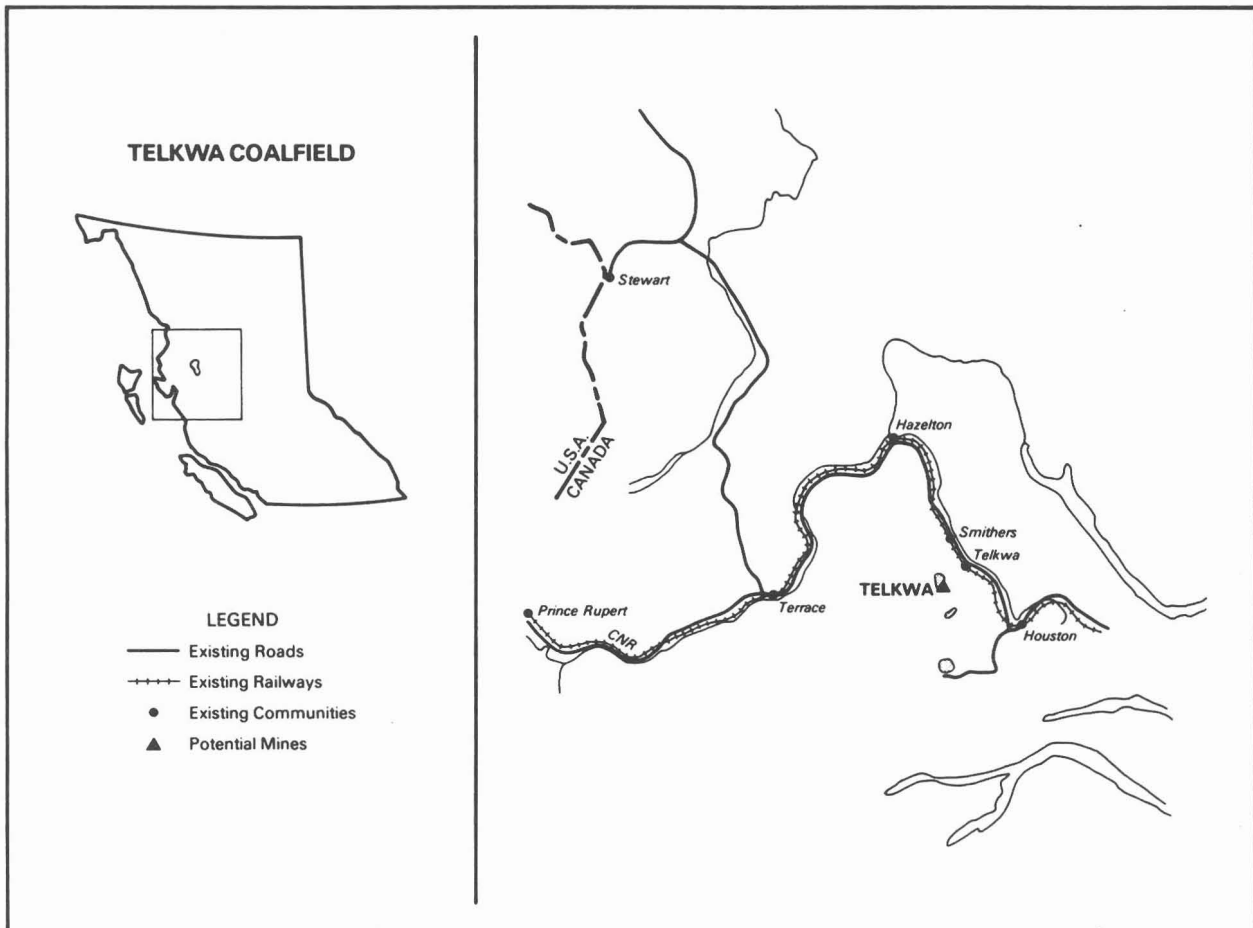 TELKWA COALFIELD
LEGEND
Existing Roads
Existing Railways
Existing Communities
Potential Mines
Stewart
U.S.A.
CANADA
Hazelton
Smithers
Telkwa
TELKWA
Terrace
Prince Rupert
CNR
Houston